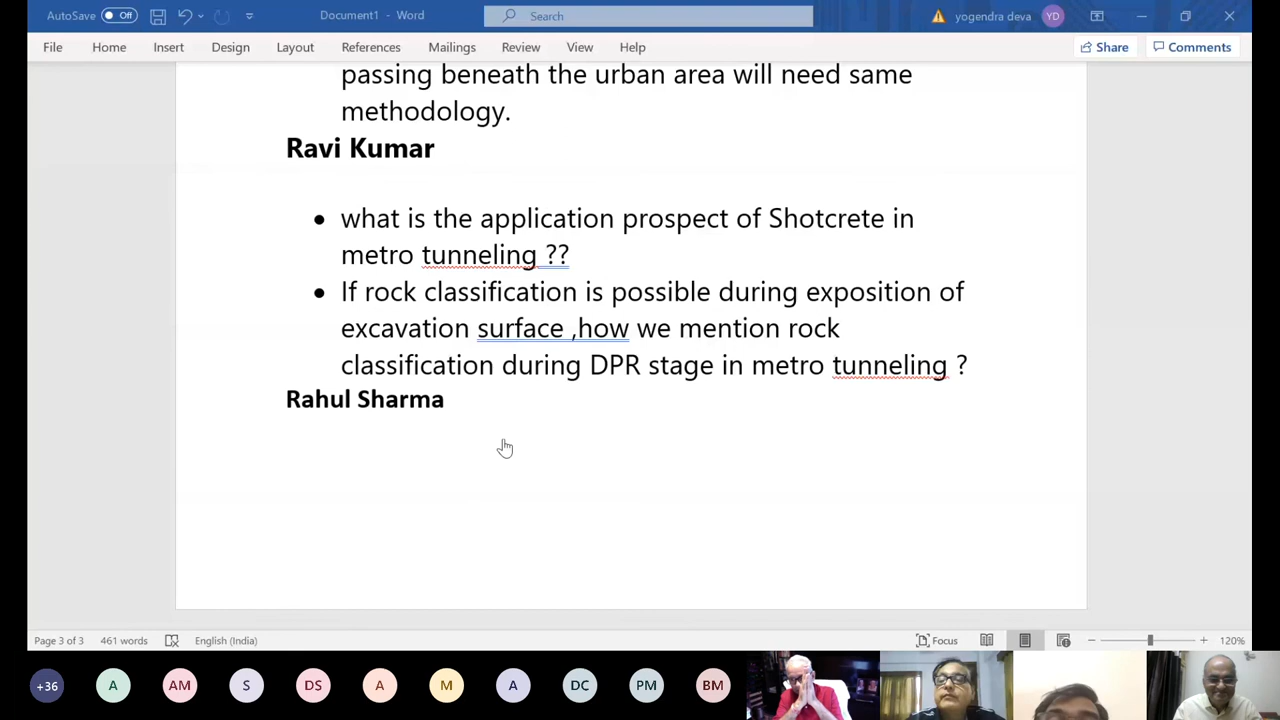 AutoSave Off Document1 - Word Search yogendra deva YD
File Home Insert Design Layout References Mailings Review View Help Share Comments
passing beneath the urban area will need same
methodology.
Ravi Kumar
• what is the application prospect of Shotcrete in
metro tunneling ??
• If rock classification is possible during exposition of
excavation surface ,how we mention rock
classification during DPR stage in metro tunneling ?
Rahul Sharma
Page 3 of 3 461 words English (India) Focus 120%
+36 A AM S DS A M A DC PM BM